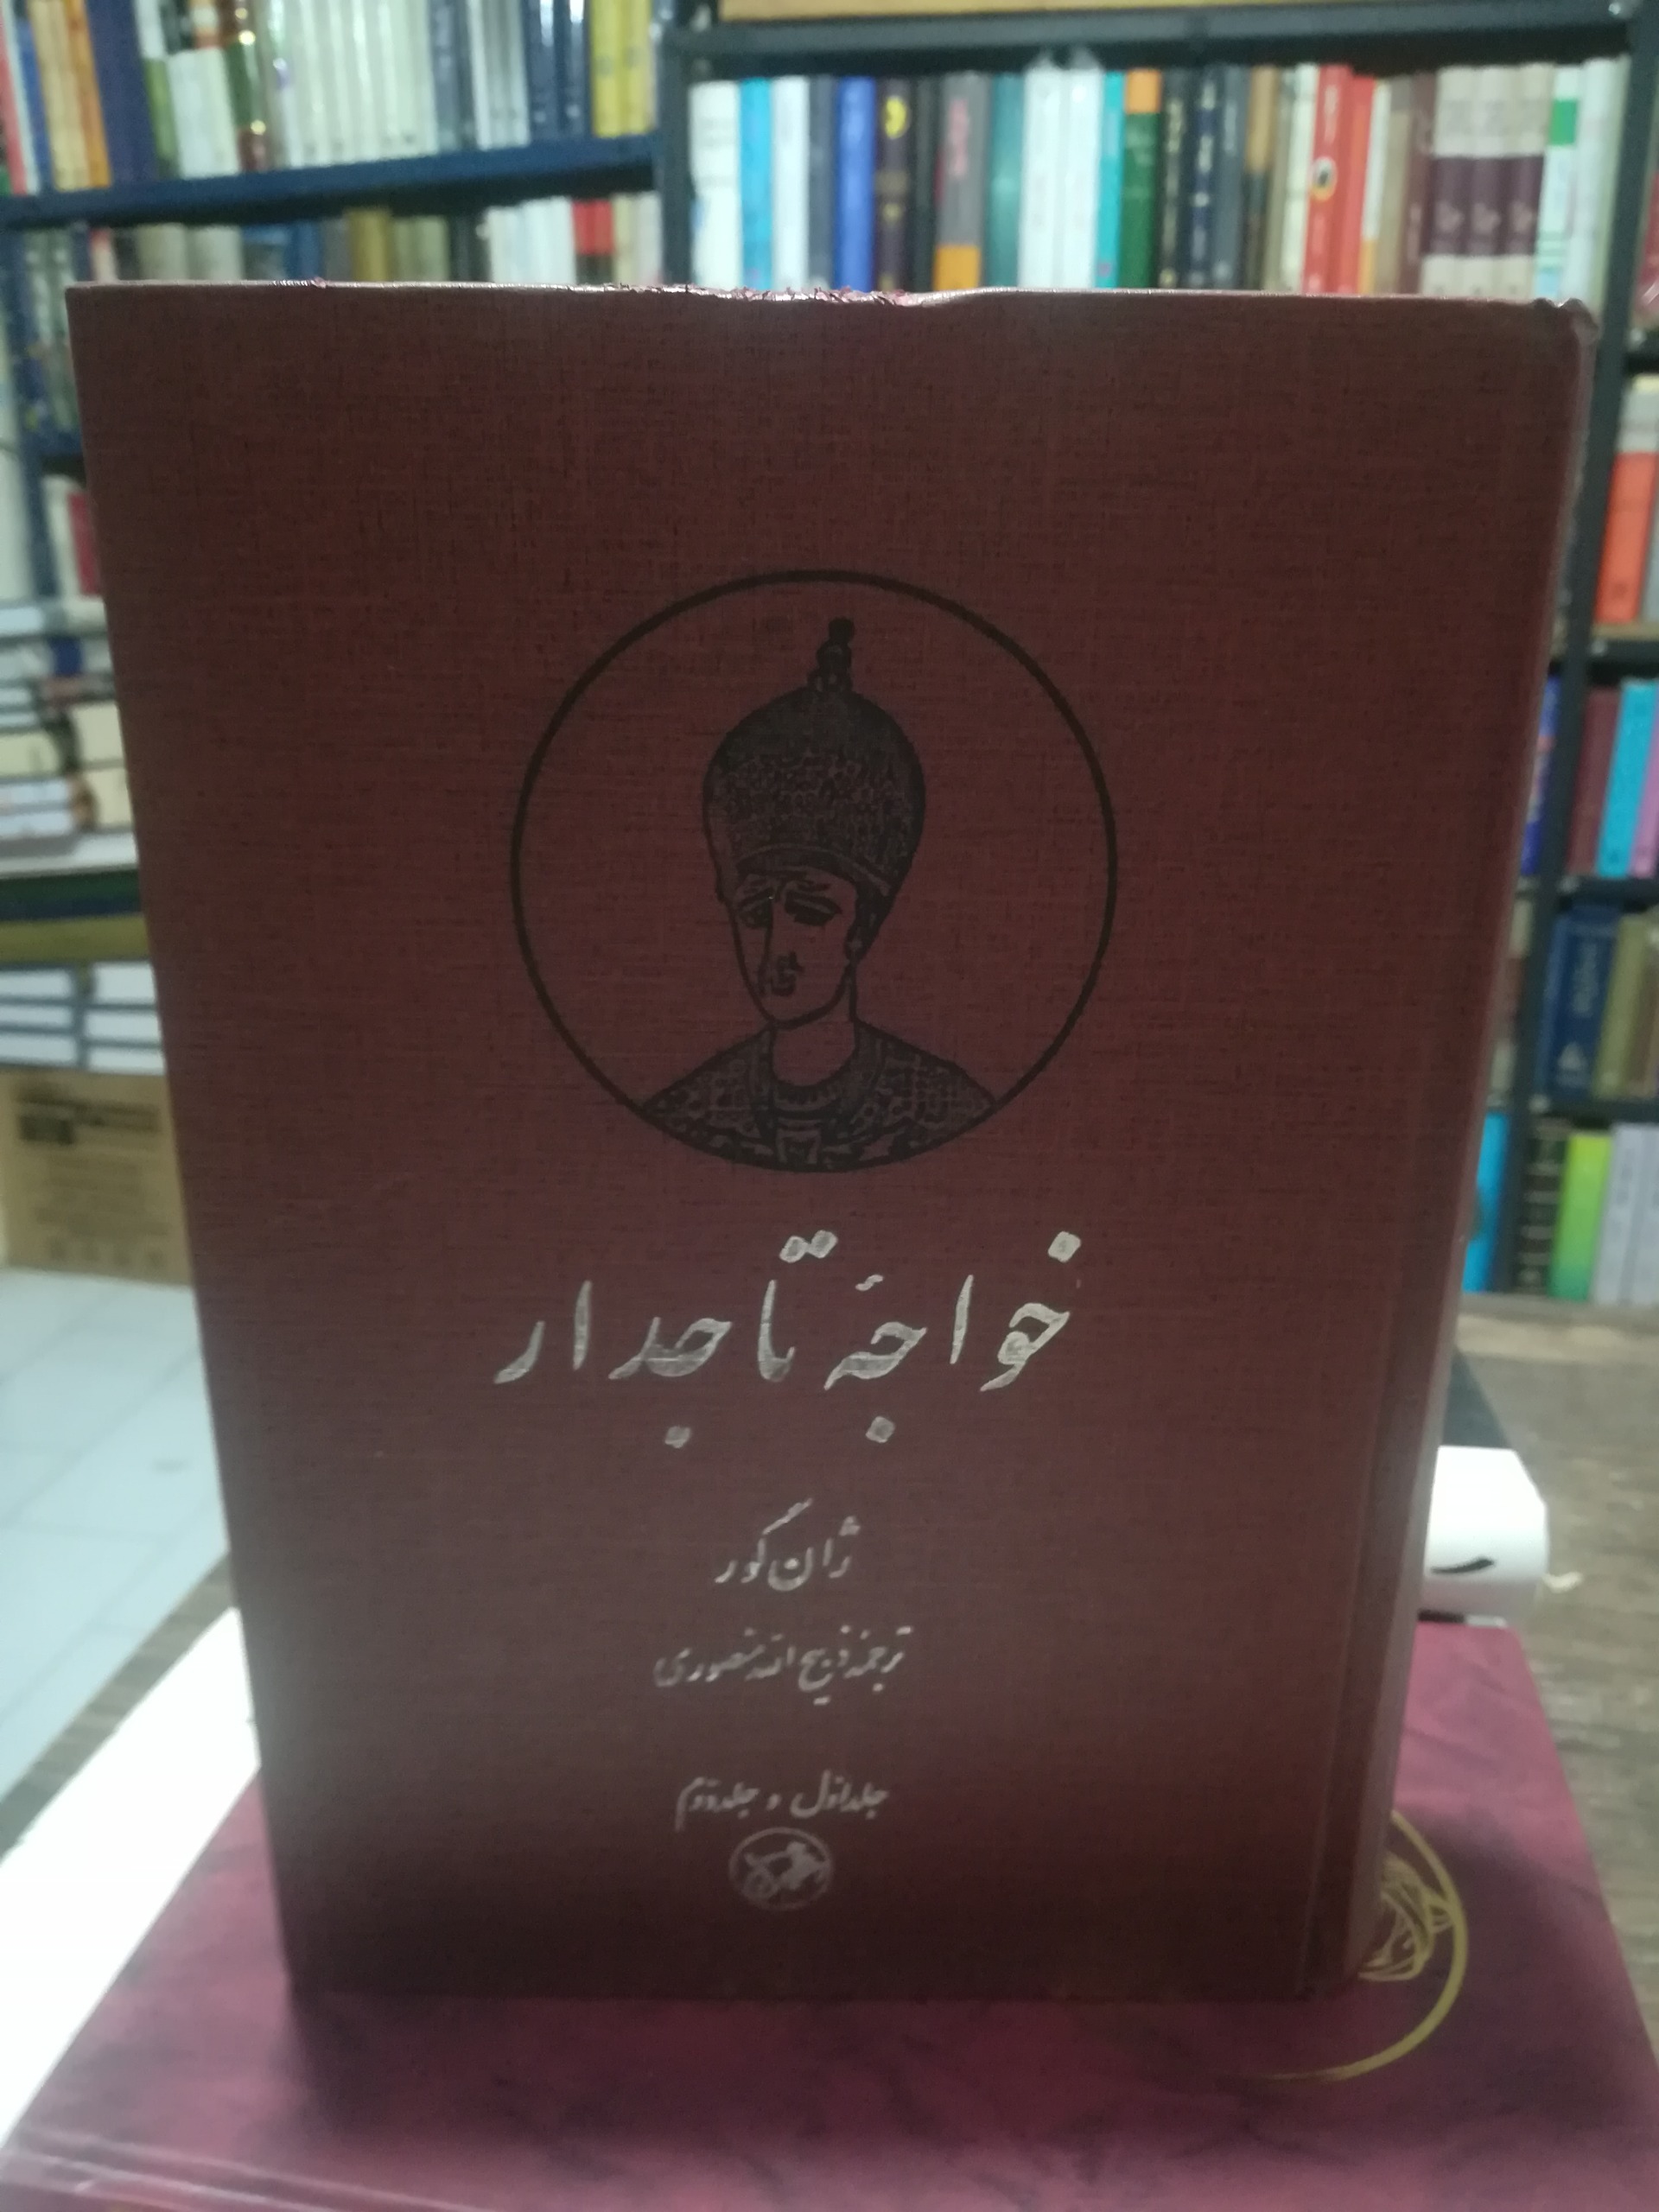 خواجهٔ تاجدار
ژان گور
ترجمهٔ ذبیح الله منصوری
جلد اول و جلد دوم